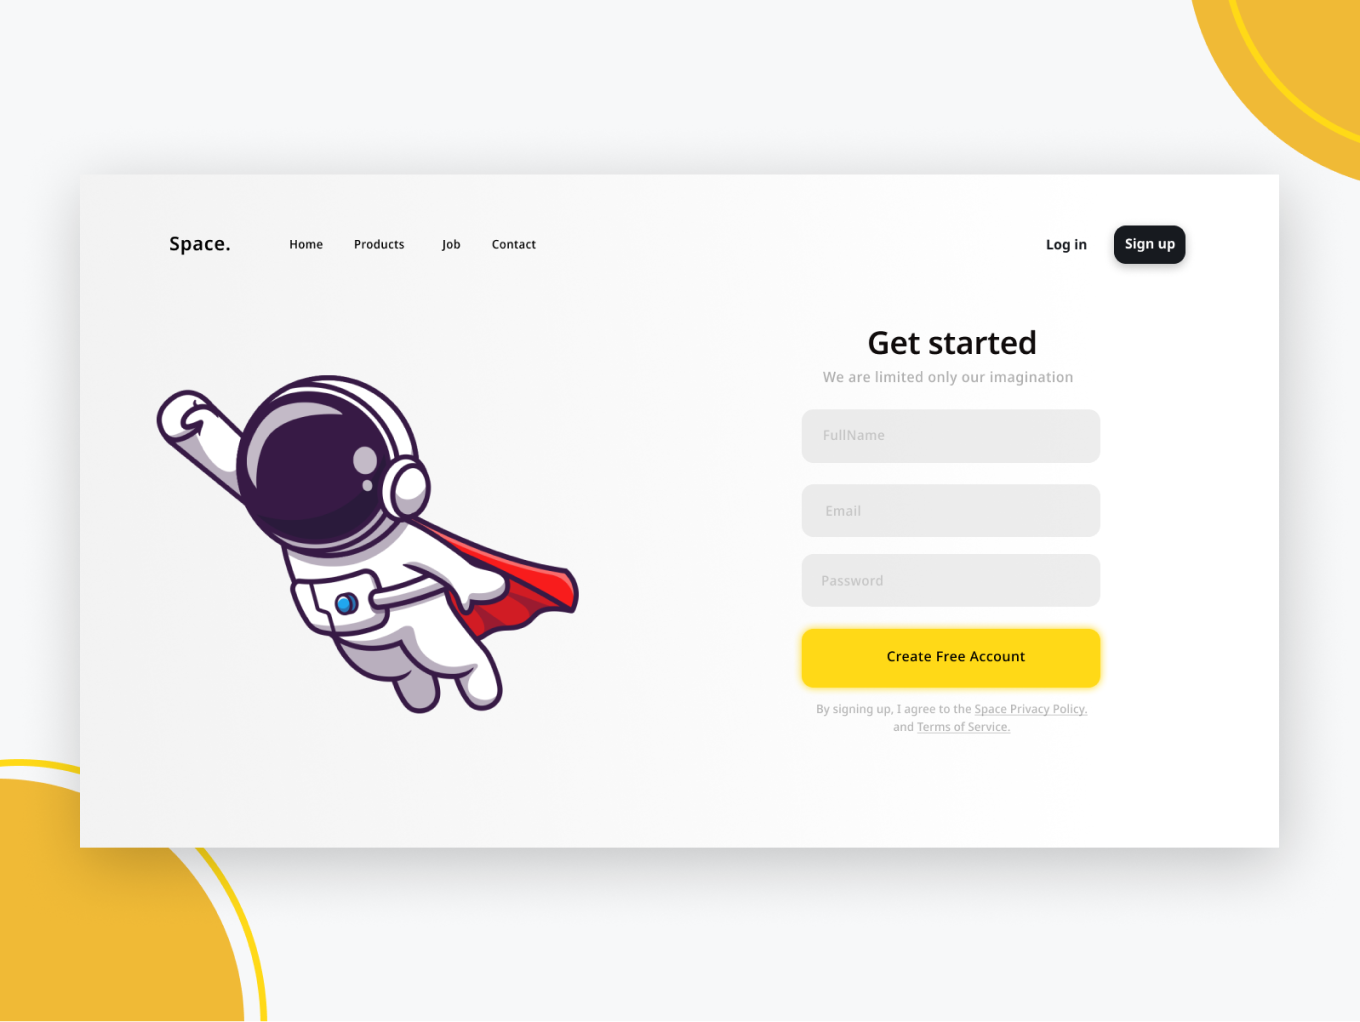 Space. Home Products Job Contact Log in Sign up
Get started
We are limited only our imagination
FullName
Email
Password
Create Free Account
By signing up, I agree to the Space Privacy Policy.
and Terms of Service.